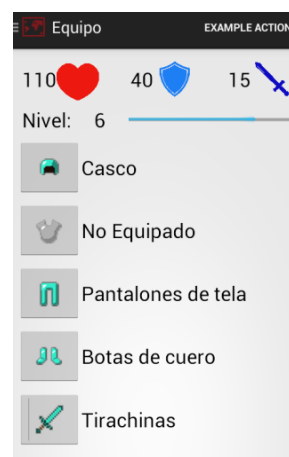 Equipo EXAMPLE ACTION
110 40 15
Nivel: 6
Casco
No Equipado
Pantalones de tela
Botas de cuero
Tirachinas